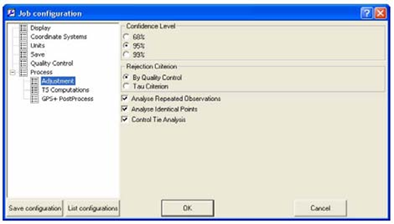 Job configuration
Display
Coordinate Systems
Units
Save
Quality Control
Process
Adjustment
TS Computations
GPS+ PostProcess
Confidence Level
68%
95%
99%
Rejection Criterion
By Quality Control
Tau Criterion
Analyse Repeated Observations
Analyse Identical Points
Control Tie Analysis
Save configuration
List configurations
OK
Cancel